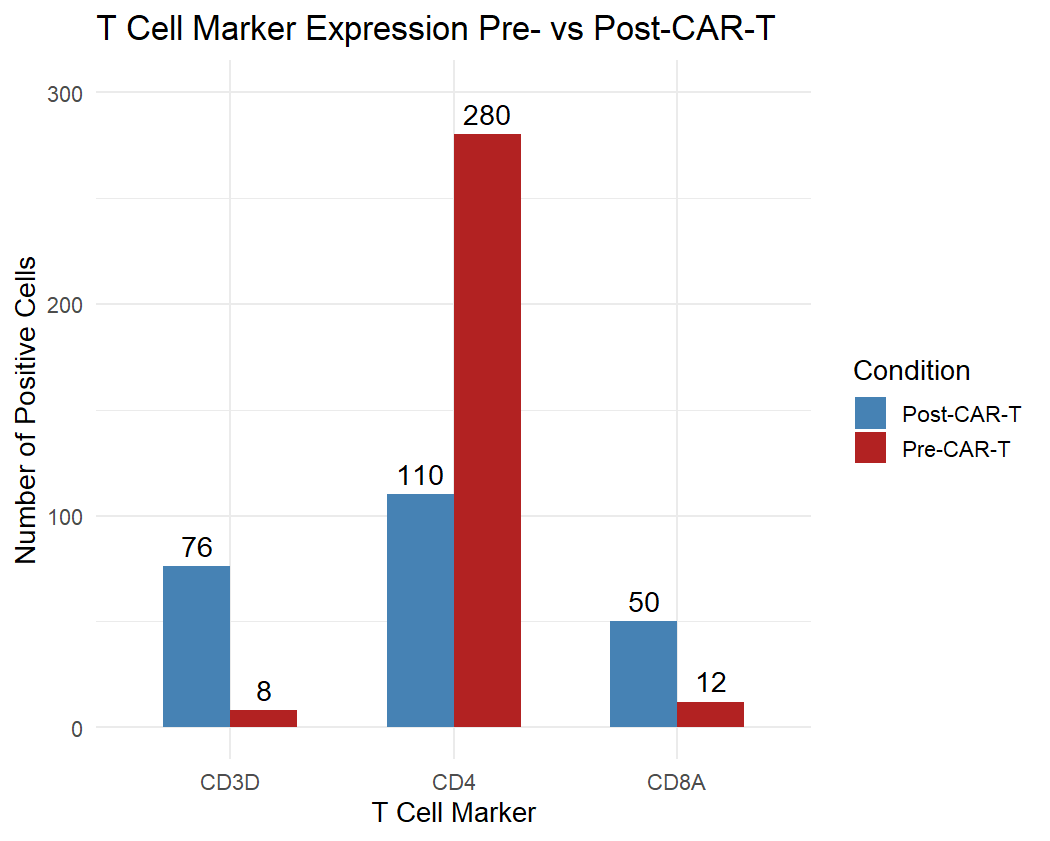 T Cell Marker Expression Pre- vs Post-CAR-T
Number of Positive Cells
300
200
100
0
280
110
76
8
50
12
CD3D
CD4
CD8A
T Cell Marker
Condition
Post-CAR-T
Pre-CAR-T